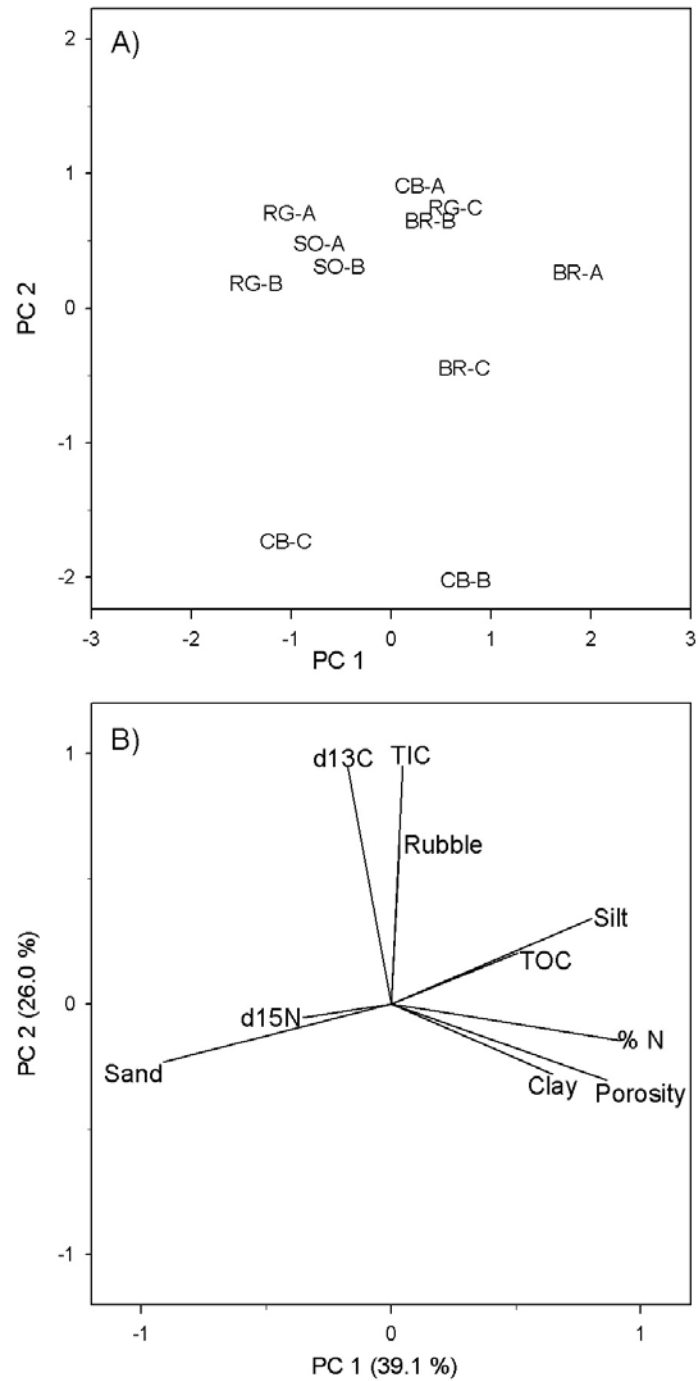 A)
2
1
0
-1
-2
PC 2
CB-A
RG-A
RG-C
BR-B
SO-A
SO-B
BR-A
RG-B
BR-C
CB-C
CB-B
-3 -2 -1 0 1 2 3
PC 1
B)
1
0
-1
PC 2 (26.0 %)
d13C TIC
Rubble
Silt
TOC
d15N
% N
Sand
Clay Porosity
-1 0 1
PC 1 (39.1 %)